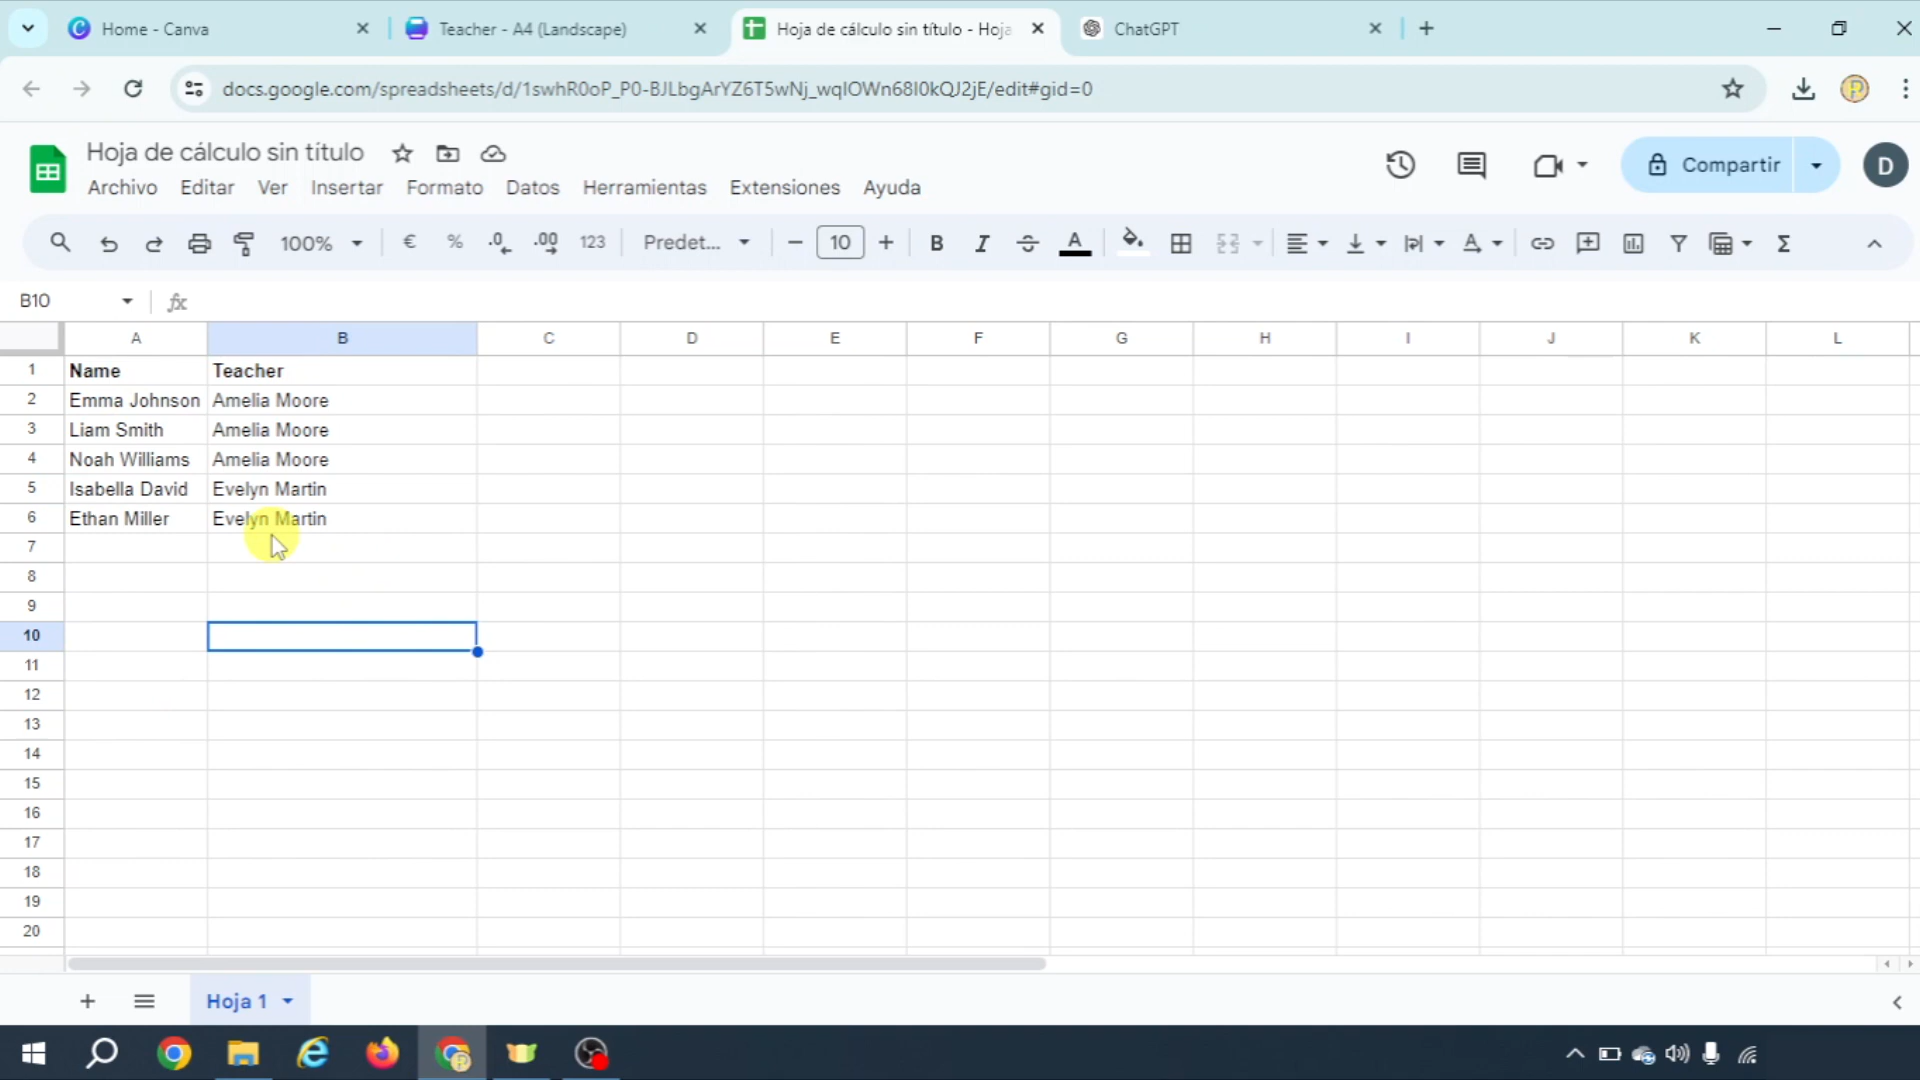 Home - Canva
Teacher - A4 (Landscape)
Hoja de cálculo sin título - Hoja
ChatGPT
docs.google.com/spreadsheets/d/1swhR0oP_P0-BJLbgArYZ6T5wNj_wqlOWn68I0kQJ2jE/edit#gid=0
Hoja de cálculo sin título
Archivo Editar Ver Insertar Formato Datos Herramientas Extensiones Ayuda
Compartir
D
100% € % .0 .00 123 Predet... 10 B I A
B10 fx
A B C D E F G H I J K L
1 Name Teacher
2 Emma Johnson Amelia Moore
3 Liam Smith Amelia Moore
4 Noah Williams Amelia Moore
5 Isabella David Evelyn Martin
6 Ethan Miller Evelyn Martin
7
8
9
10
11
12
13
14
15
16
17
18
19
20
Hoja 1